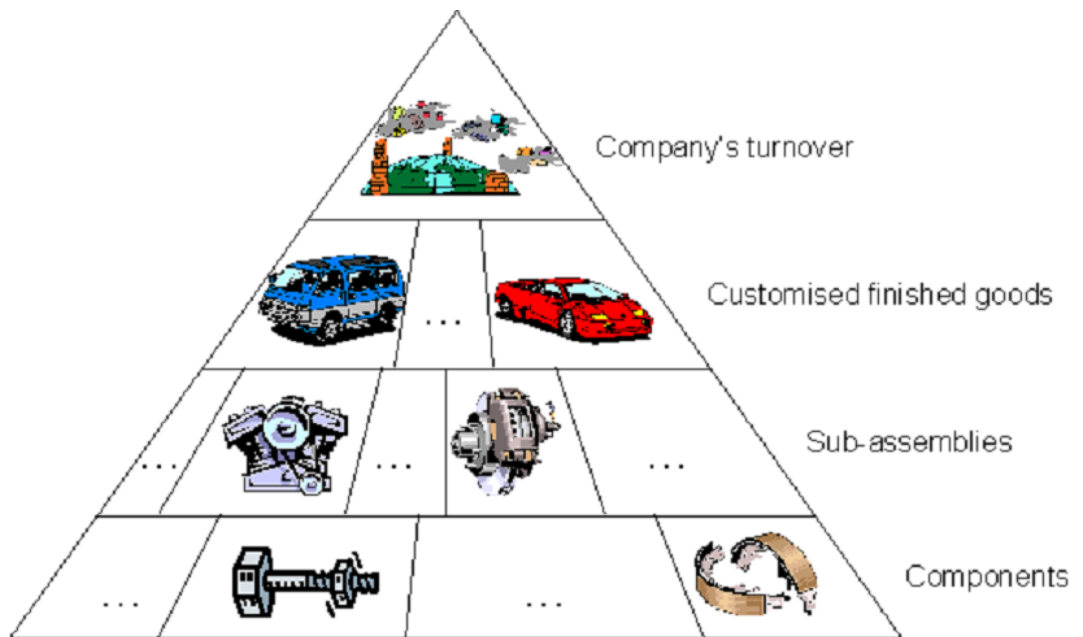 Company's turnover
...
Customised finished goods
... ... ...
Sub-assemblies
... ...
Components